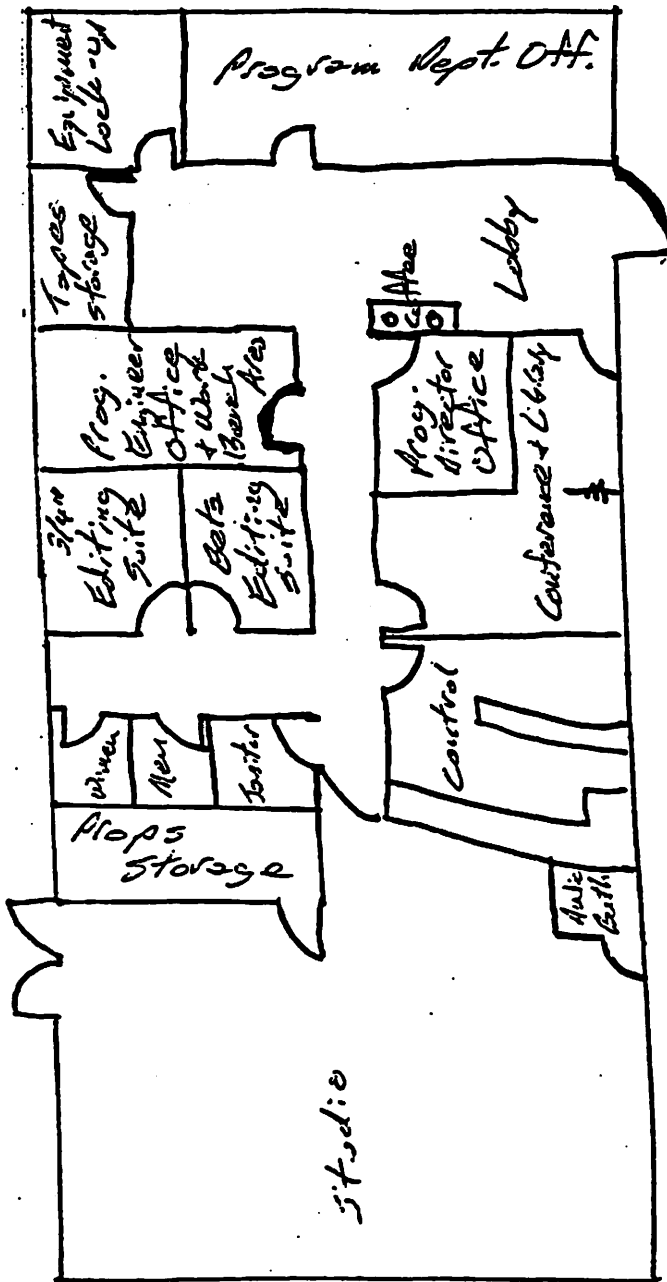 Equipment
Lock-up
Program Dept. Off.
Tapes
Storage
Coffee
Lobby
Prog.
Engineer
Office
+ Work
Bench Area
Prog.
Director
Office
3/4"
Editing
Suite
Beta
Editing
Suite
Conference + Library
Women
Men
Janitor
Control
Props
Storage
Audio
Booth
Studio